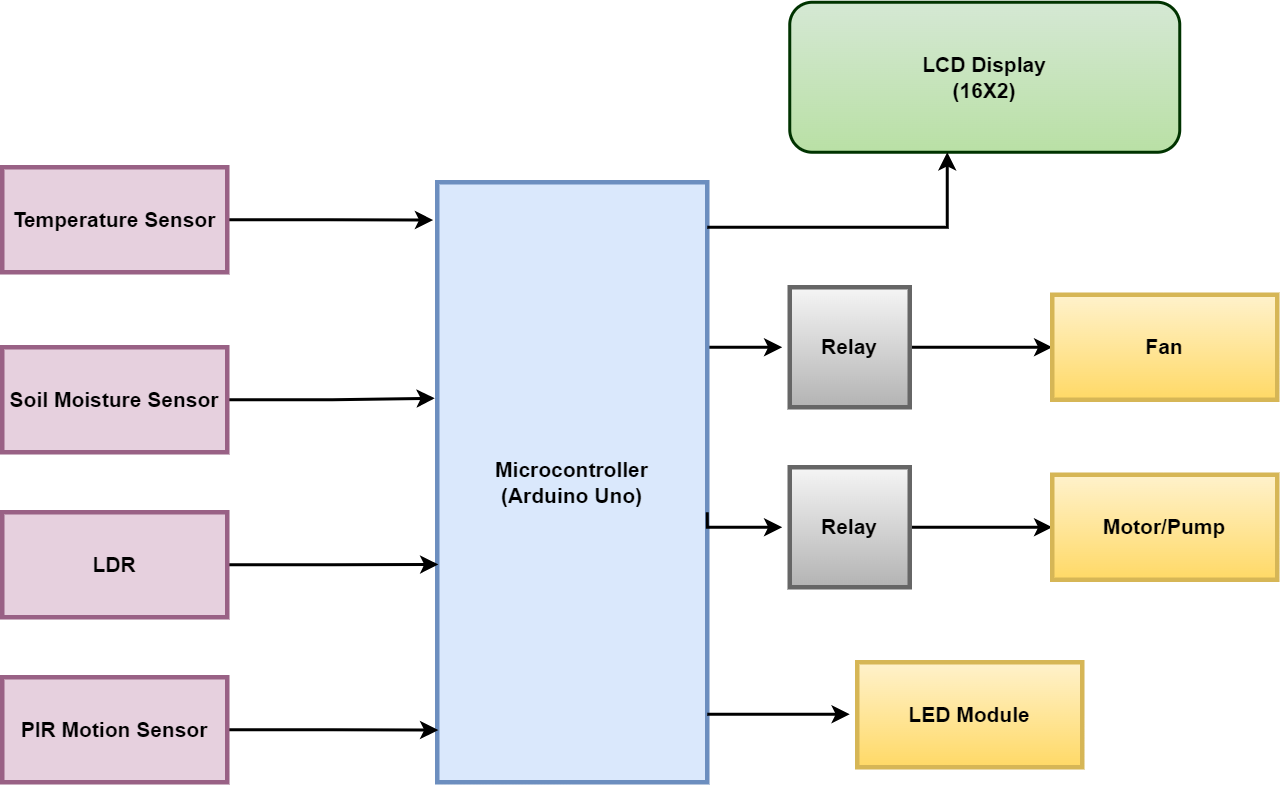 LCD Display
(16X2)
Temperature Sensor
Relay
Fan
Soil Moisture Sensor
Microcontroller
(Arduino Uno)
Relay
Motor/Pump
LDR
LED Module
PIR Motion Sensor